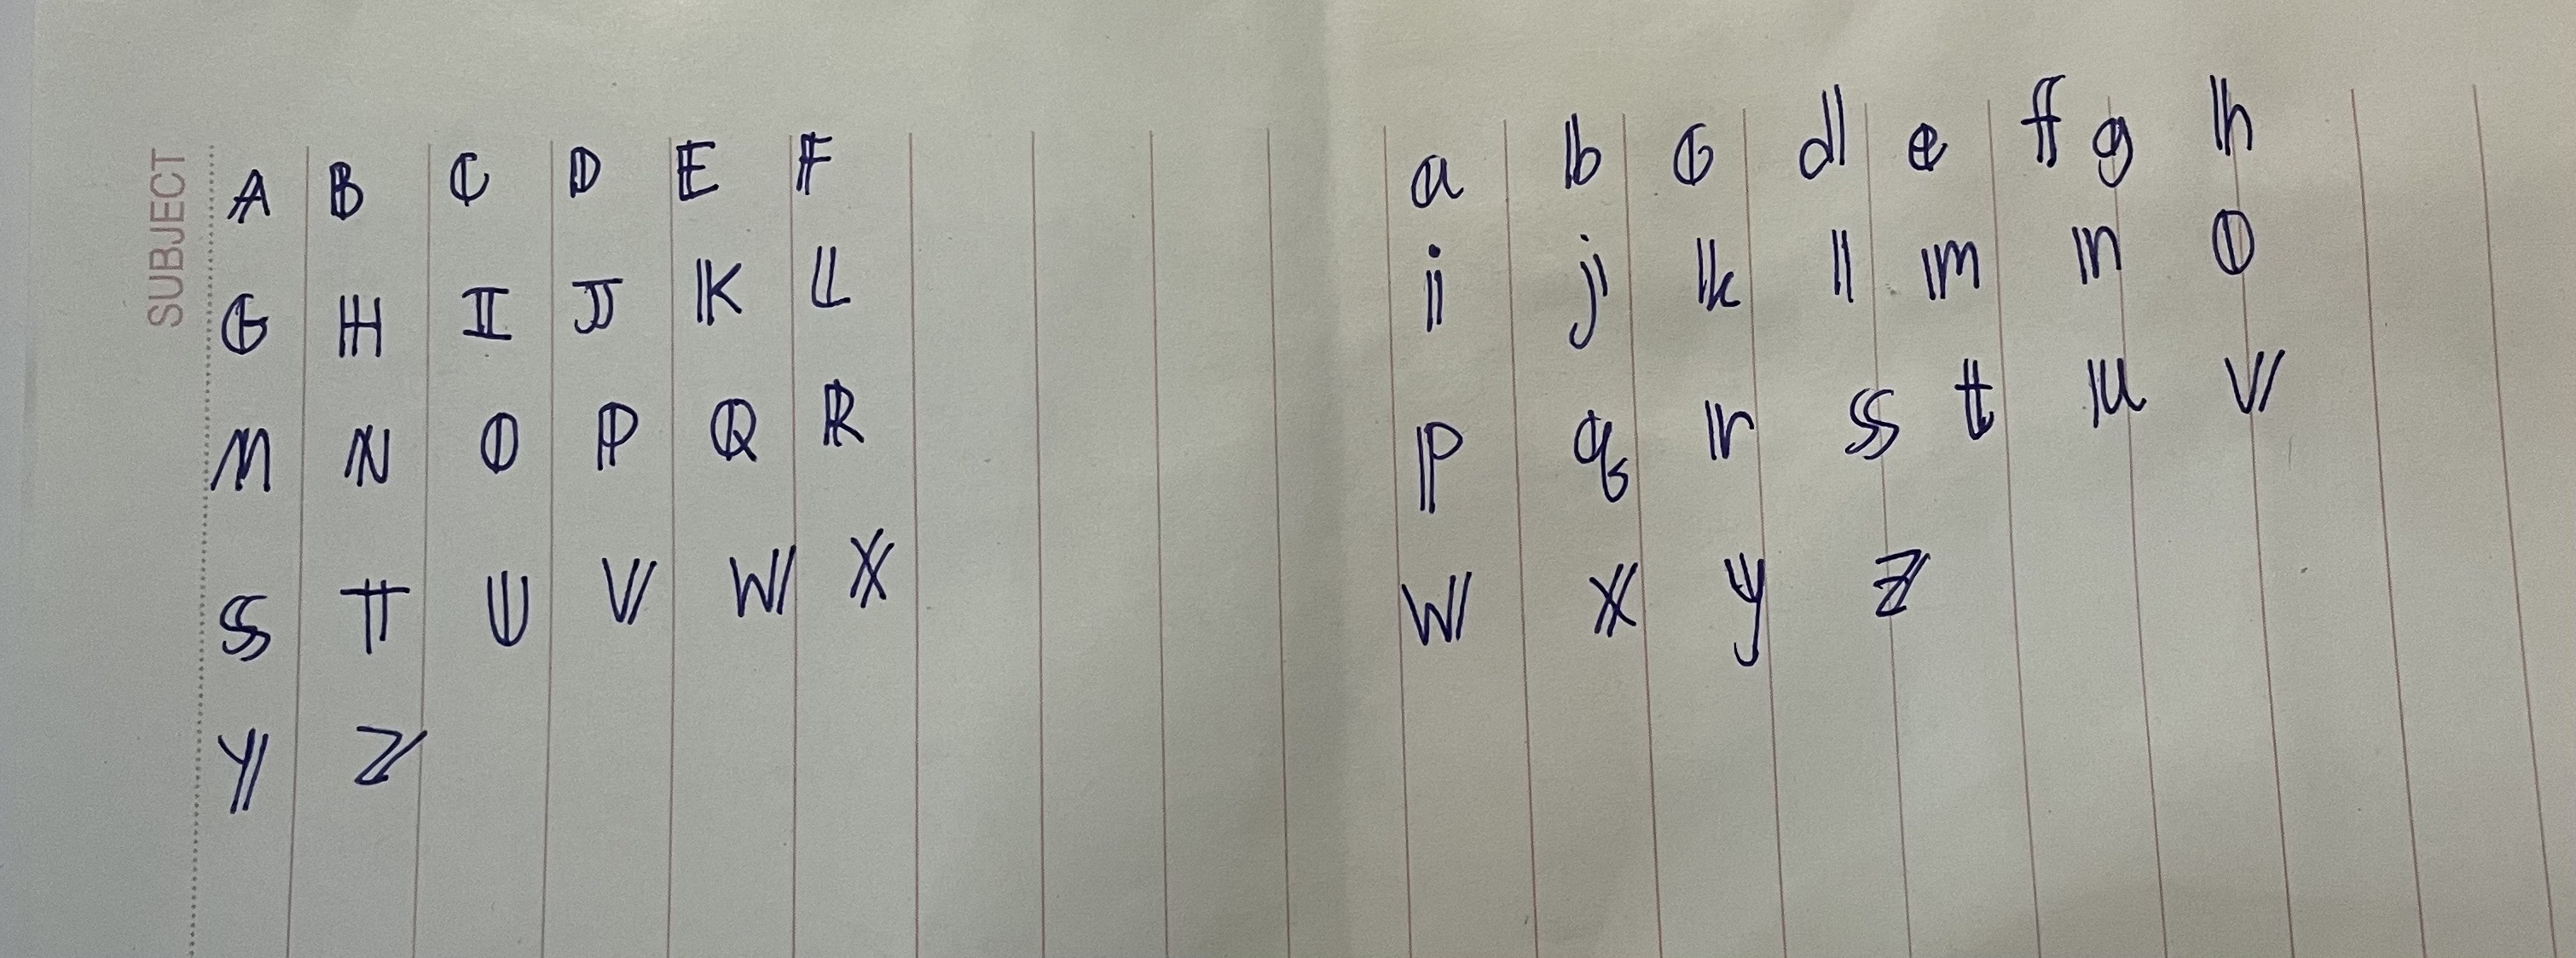 SUBJECT
A B C D E F
G H I J K L
M N O P Q R
S T U V W X
Y Z
a b c d e f g h
i j k l m n o
p q r s t u v
w x y z